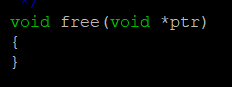 */
void free(void *ptr)
{
}